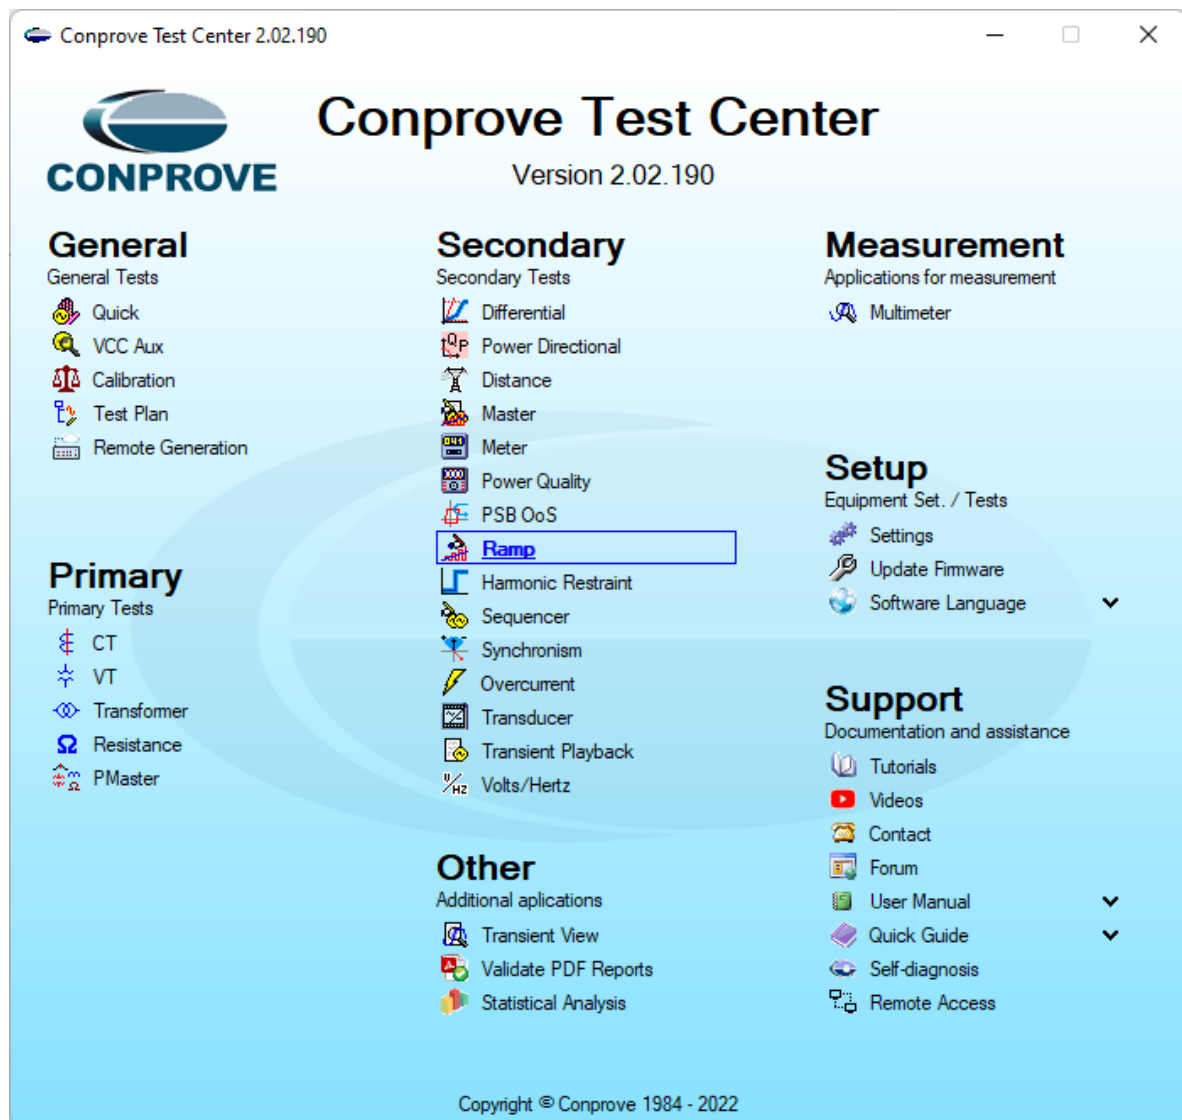 Conprove Test Center 2.02.190
CONPROVE
Conprove Test Center
Version 2.02.190
General
General Tests
Quick
VCC Aux
Calibration
Test Plan
Remote Generation
Primary
Primary Tests
CT
VT
Transformer
Resistance
PMaster
Secondary
Secondary Tests
Differential
Power Directional
Distance
Master
Meter
Power Quality
PSB OoS
Ramp
Harmonic Restraint
Sequencer
Synchronism
Overcurrent
Transducer
Transient Playback
Volts/Hertz
Other
Additional aplications
Transient View
Validate PDF Reports
Statistical Analysis
Measurement
Applications for measurement
Multimeter
Setup
Equipment Set. / Tests
Settings
Update Firmware
Software Language
Support
Documentation and assistance
Tutorials
Videos
Contact
Forum
User Manual
Quick Guide
Self-diagnosis
Remote Access
Copyright © Conprove 1984 - 2022